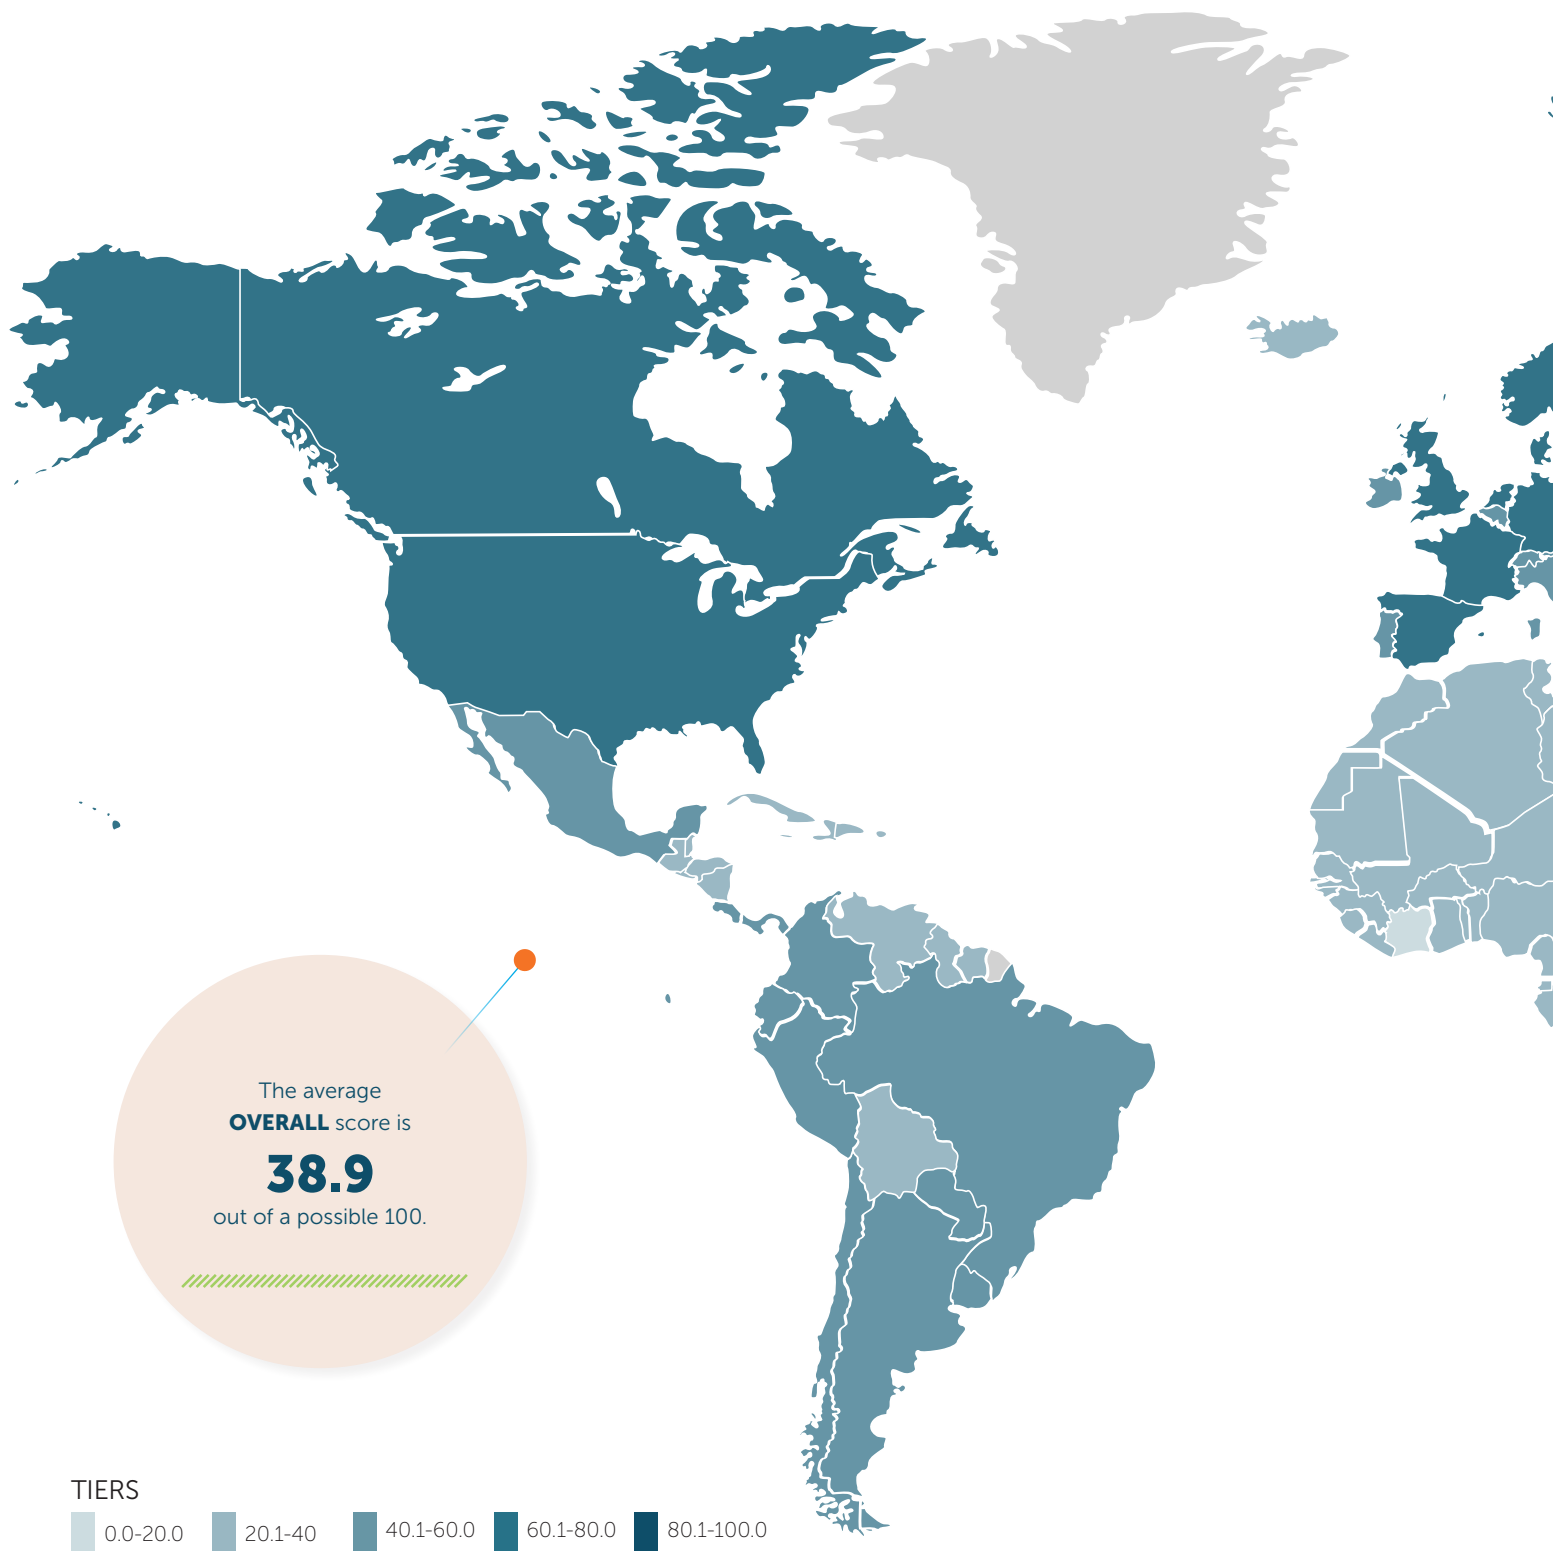 The average
OVERALL score is
38.9
out of a possible 100.
TIERS
0.0-20.0
20.1-40
40.1-60.0
60.1-80.0
80.1-100.0